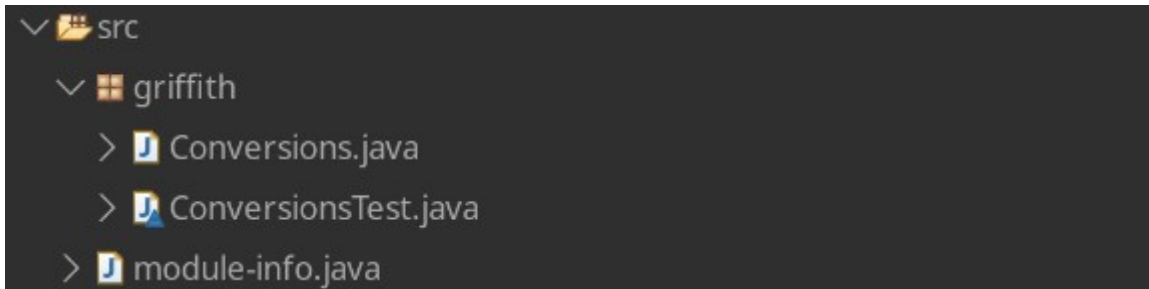 src
griffith
Conversions.java
ConversionsTest.java
module-info.java